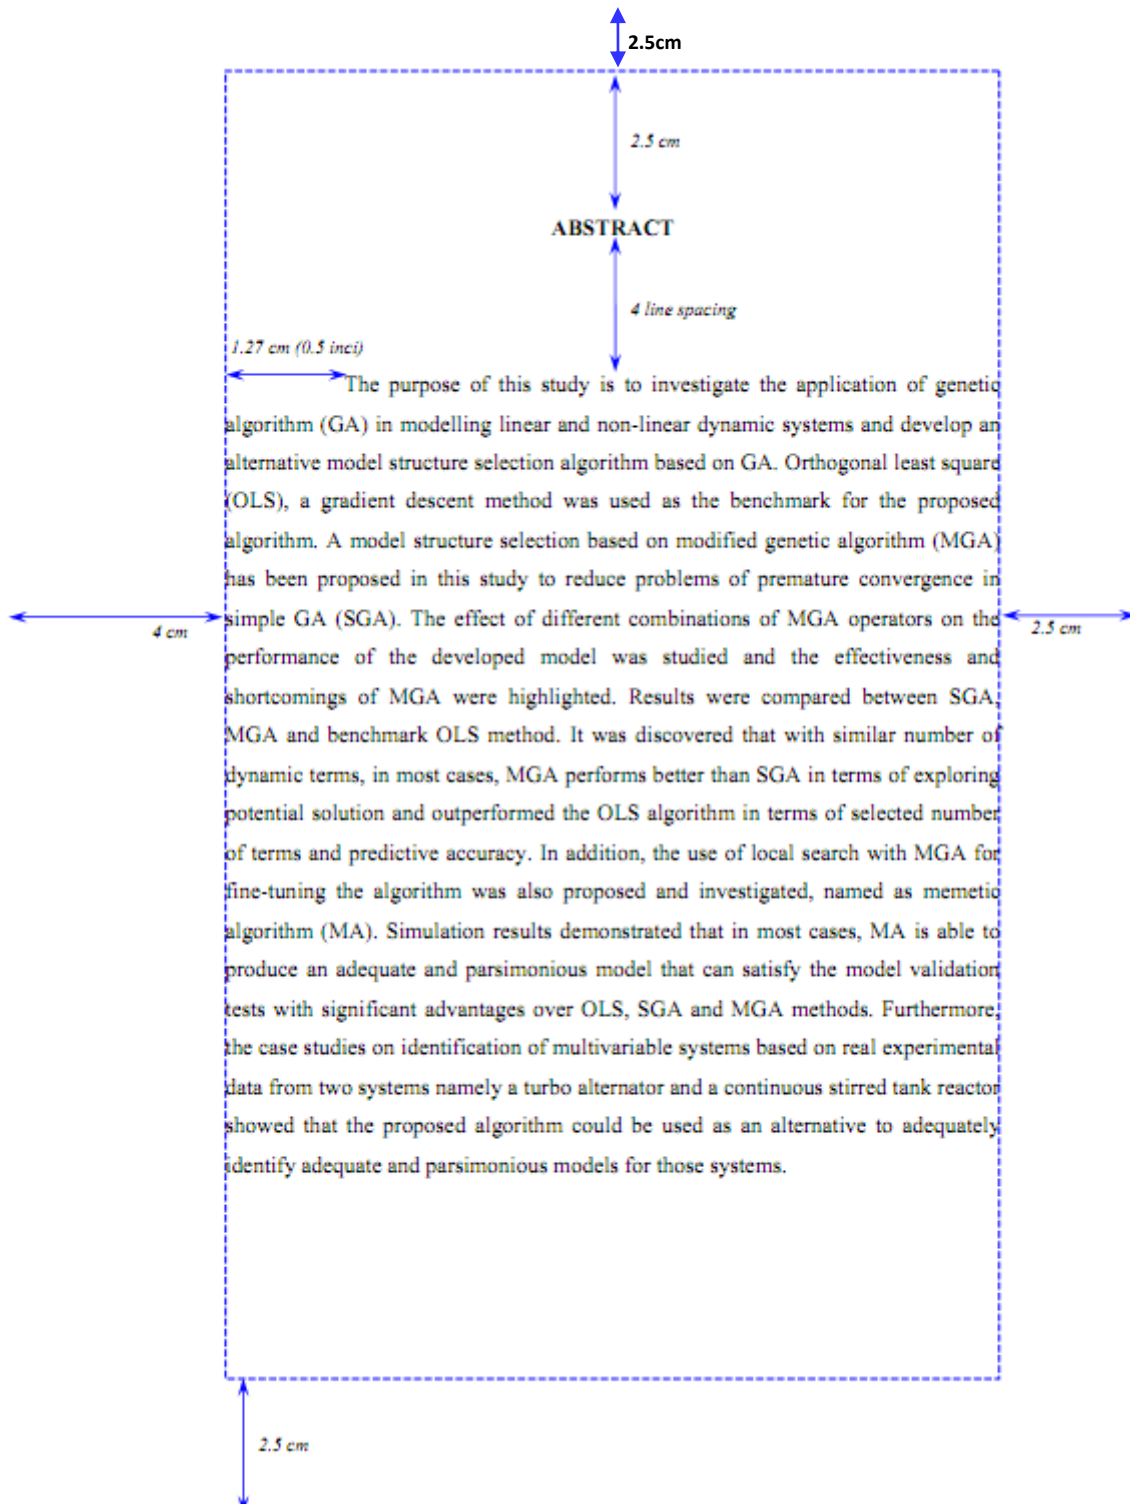 2.5cm
2.5 cm
ABSTRACT
4 line spacing
1.27 cm (0.5 inci)
The purpose of this study is to investigate the application of genetic
algorithm (GA) in modelling linear and non-linear dynamic systems and develop an
alternative model structure selection algorithm based on GA. Orthogonal least square
(OLS), a gradient descent method was used as the benchmark for the proposed
algorithm. A model structure selection based on modified genetic algorithm (MGA)
has been proposed in this study to reduce problems of premature convergence in
simple GA (SGA). The effect of different combinations of MGA operators on the
4 cm
2.5 cm
performance of the developed model was studied and the effectiveness and
shortcomings of MGA were highlighted. Results were compared between SGA,
MGA and benchmark OLS method. It was discovered that with similar number of
dynamic terms, in most cases, MGA performs better than SGA in terms of exploring
potential solution and outperformed the OLS algorithm in terms of selected number
of terms and predictive accuracy. In addition, the use of local search with MGA for
fine-tuning the algorithm was also proposed and investigated, named as memetic
algorithm (MA). Simulation results demonstrated that in most cases, MA is able to
produce an adequate and parsimonious model that can satisfy the model validation
tests with significant advantages over OLS, SGA and MGA methods. Furthermore,
the case studies on identification of multivariable systems based on real experimental
data from two systems namely a turbo alternator and a continuous stirred tank reactor
showed that the proposed algorithm could be used as an alternative to adequately
identify adequate and parsimonious models for those systems.
2.5 cm